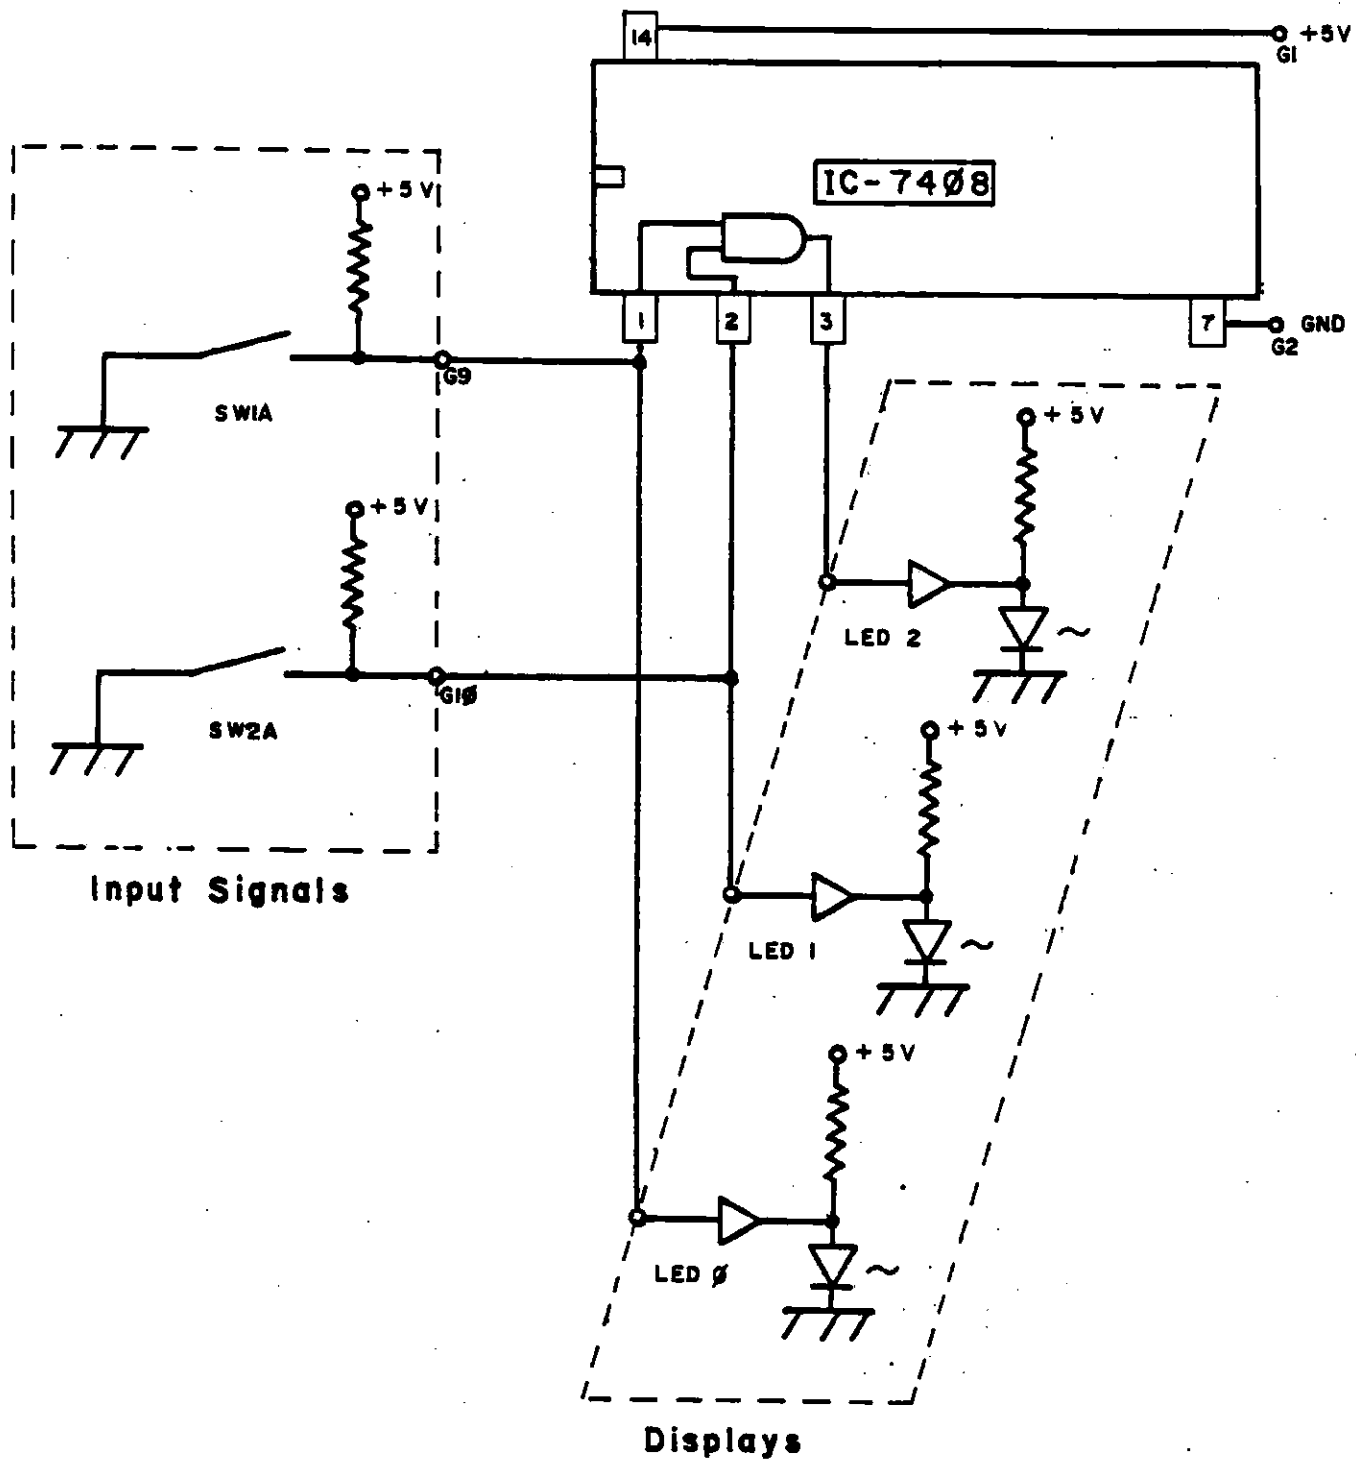 14
+5V
G1
IC-74Ø8
+5V
1
2
3
7
GND
G2
G9
SW1A
+5V
+5V
LED 2
G1Ø
SW2A
+5V
Input Signals
LED 1
+5V
LED Ø
Displays